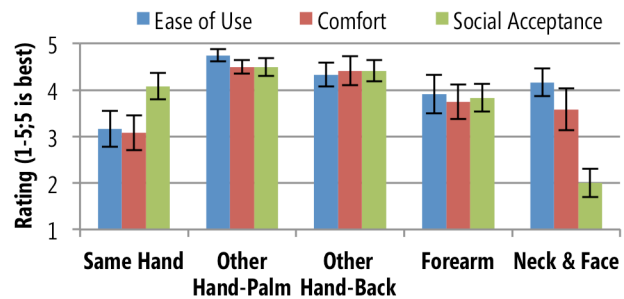 Ease of Use Comfort Social Acceptance
Rating (1-5;5 is best)
5
4
3
2
1
Same Hand Other Other Forearm Neck & Face
Hand-Palm Hand-Back